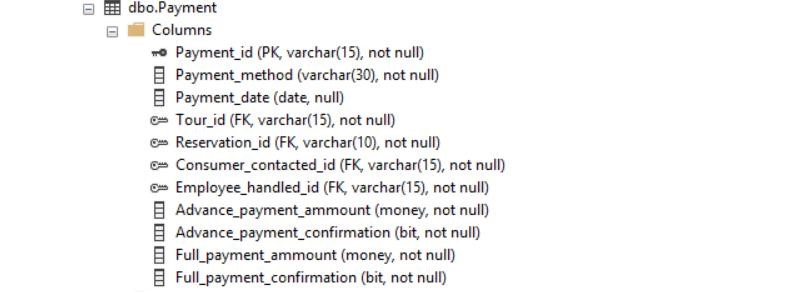 dbo.Payment
Columns
Payment_id (PK, varchar(15), not null)
Payment_method (varchar(30), not null)
Payment_date (date, null)
Tour_id (FK, varchar(15), not null)
Reservation_id (FK, varchar(10), not null)
Consumer_contacted_id (FK, varchar(15), not null)
Employee_handled_id (FK, varchar(15), not null)
Advance_payment_ammount (money, not null)
Advance_payment_confirmation (bit, not null)
Full_payment_ammount (money, not null)
Full_payment_confirmation (bit, not null)